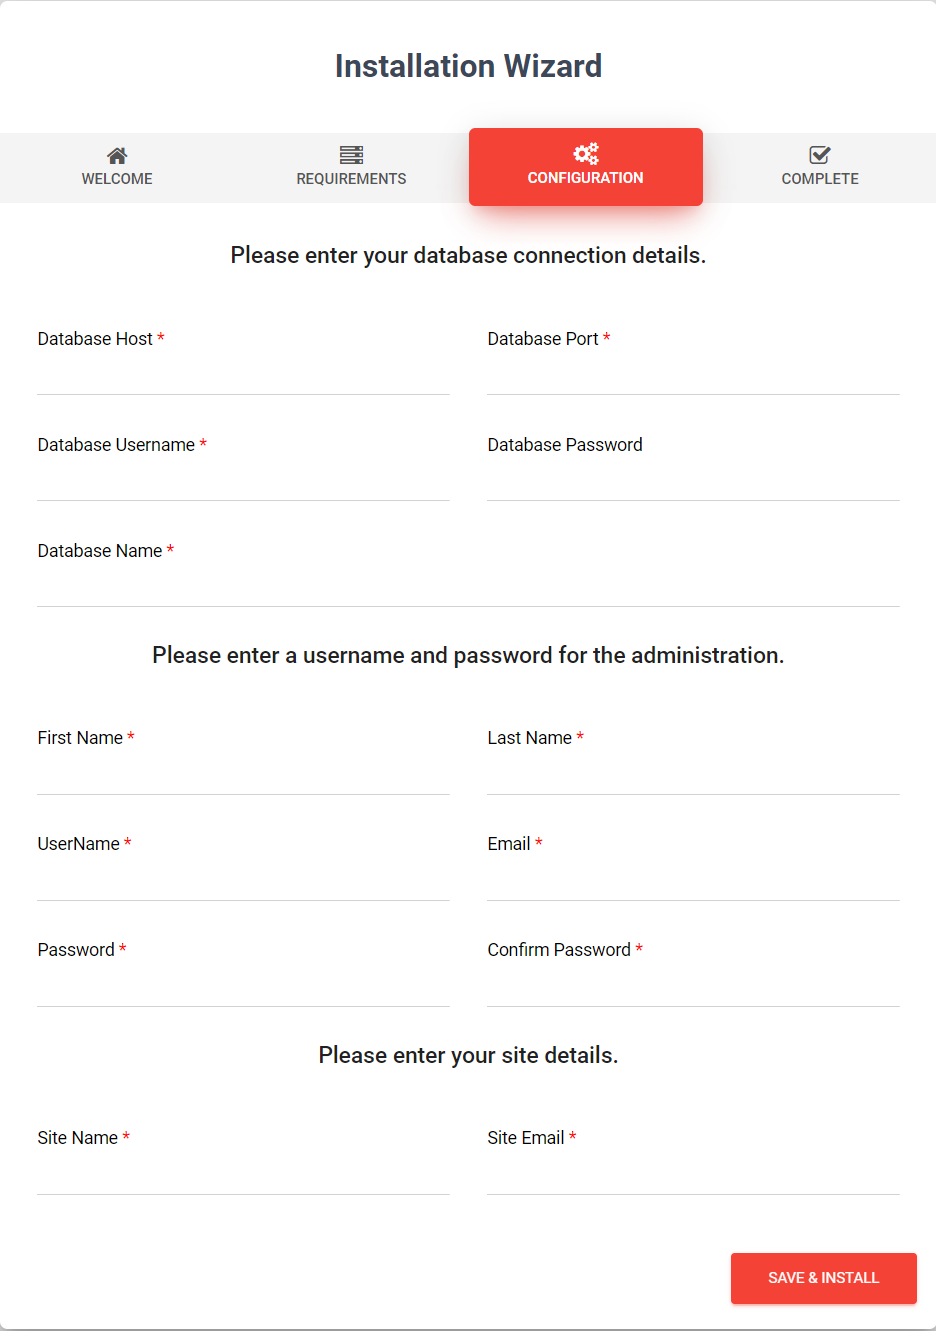 Installation Wizard
WELCOME
REQUIREMENTS
CONFIGURATION
COMPLETE
Please enter your database connection details.
Database Host *
Database Port *
Database Username *
Database Password
Database Name *
Please enter a username and password for the administration.
First Name *
Last Name *
UserName *
Email *
Password *
Confirm Password *
Please enter your site details.
Site Name *
Site Email *
SAVE & INSTALL